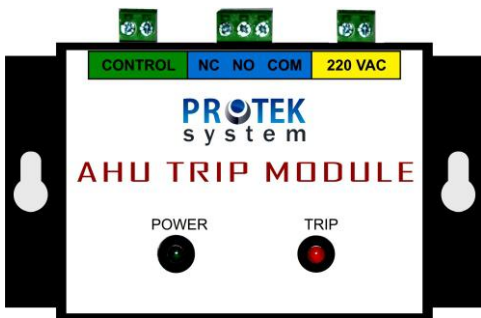 CONTROL NC NO COM 220 VAC
PROTEK
system
AHU TRIP MODULE
POWER TRIP